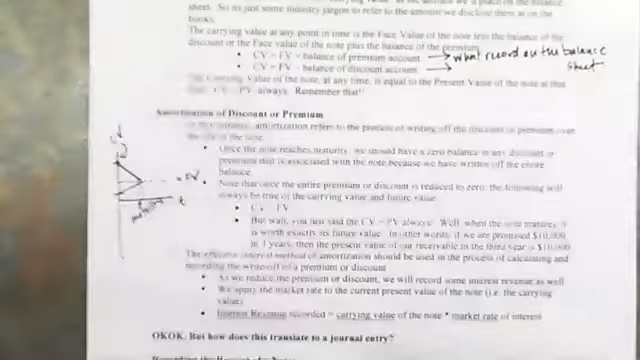 sheet. So its just some industry jargon to refer to the amount we disclose them at on the
books.
The carrying value at any point in time is the Face Value of the note less the balance of the
discount or the Face value of the note plus the balance of the premium.
• CV = FV + balance of premium account → what record on the balance
• CV = FV - balance of discount account → sheet
value of the note, at any time, is equal to the Present Value of the note at that
PV always. Remember that!!
Amortization of Discount or Premium
amortization refers to the process of writing off the discount or premium over
of the note
• Once the note reaches maturity, we should have a zero balance in any discount or
premium that is associated with the note because we have written off the entire
balance.
• Note that once the entire premium or discount is reduced to zero, the following will
always be true of the carrying value and future value
• FV
• But wait, you just said the CV = PV always! Well, when the note matures, it
is worth exactly its future value. In other words, if we are promised $10,000
in 3 years, then the present value of our receivable in the third year is $10,000
The effective interest method of amortization should be used in the process of calculating and
recording the write-off of a premium or discount
• As we reduce the premium or discount, we will record some interest revenue as well
• We apply the market rate to the current present value of the note (i.e. the carrying
value)
• Interest Revenue recorded = carrying value of the note * market rate of interest
OKOK. But how does this translate to a journal entry?